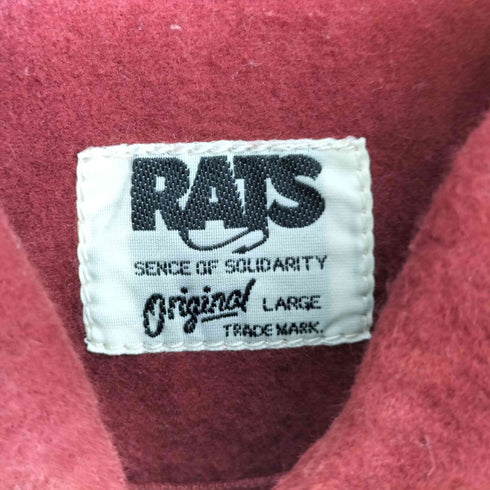 RATS
SENCE OF SOLIDARITY
Original LARGE
TRADE MARK.